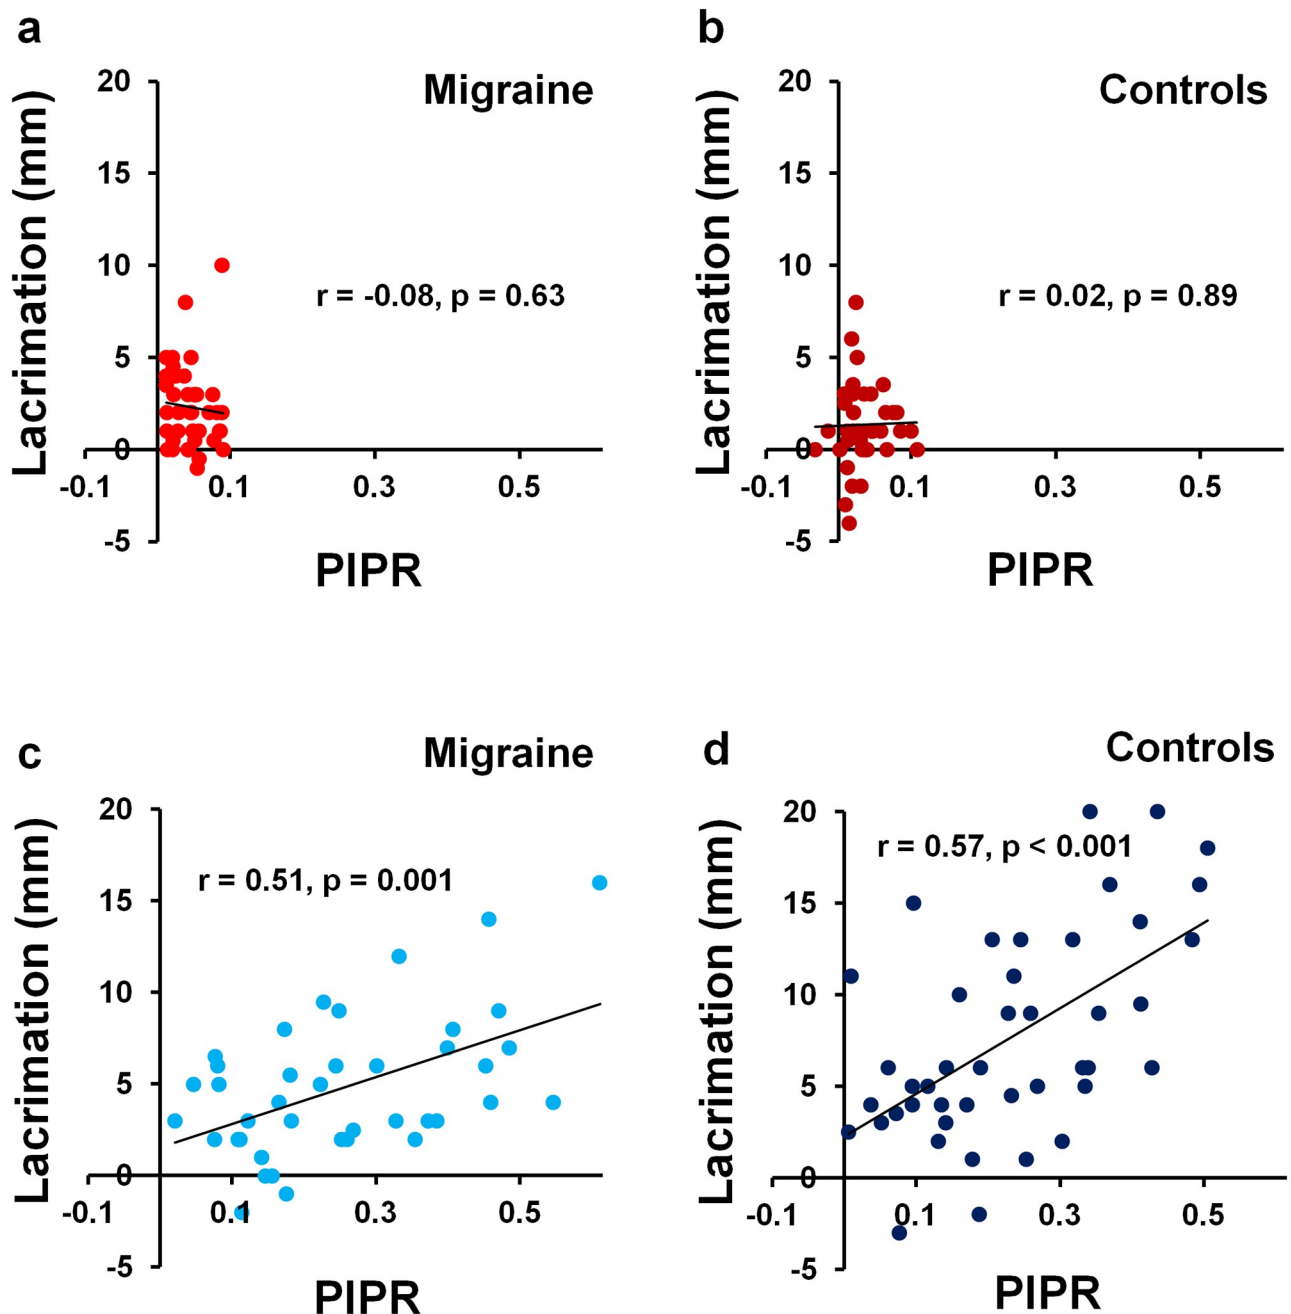 a
Migraine
Lacrimation (mm)
20
15
10
5
0
-5
-0.1
0.1
0.3
0.5
r = -0.08, p = 0.63
PIPR
b
Controls
Lacrimation (mm)
20
15
10
5
0
-5
-0.1
0.1
0.3
0.5
r = 0.02, p = 0.89
PIPR
c
Migraine
Lacrimation (mm)
20
15
10
5
0
-5
-0.1
0.1
0.3
0.5
r = 0.51, p = 0.001
PIPR
d
Controls
Lacrimation (mm)
20
15
10
5
0
-5
-0.1
0.1
0.3
0.5
r = 0.57, p < 0.001
PIPR